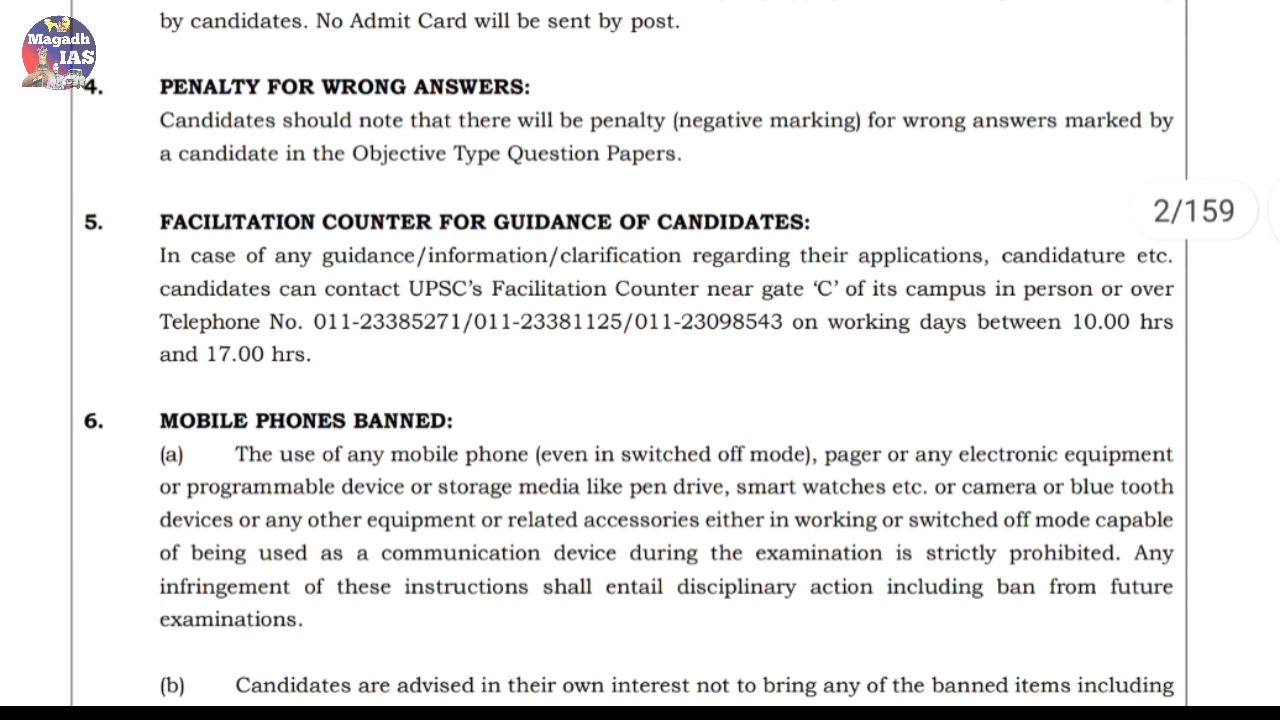 by candidates. No Admit Card will be sent by post.
Magadh
IAS
4. PENALTY FOR WRONG ANSWERS:
Candidates should note that there will be penalty (negative marking) for wrong answers marked by
a candidate in the Objective Type Question Papers.
2/159
5. FACILITATION COUNTER FOR GUIDANCE OF CANDIDATES:
In case of any guidance/information/clarification regarding their applications, candidature etc.
candidates can contact UPSC’s Facilitation Counter near gate ‘C’ of its campus in person or over
Telephone No. 011-23385271/011-23381125/011-23098543 on working days between 10.00 hrs
and 17.00 hrs.
6. MOBILE PHONES BANNED:
(a) The use of any mobile phone (even in switched off mode), pager or any electronic equipment
or programmable device or storage media like pen drive, smart watches etc. or camera or blue tooth
devices or any other equipment or related accessories either in working or switched off mode capable
of being used as a communication device during the examination is strictly prohibited. Any
infringement of these instructions shall entail disciplinary action including ban from future
examinations.
(b) Candidates are advised in their own interest not to bring any of the banned items including